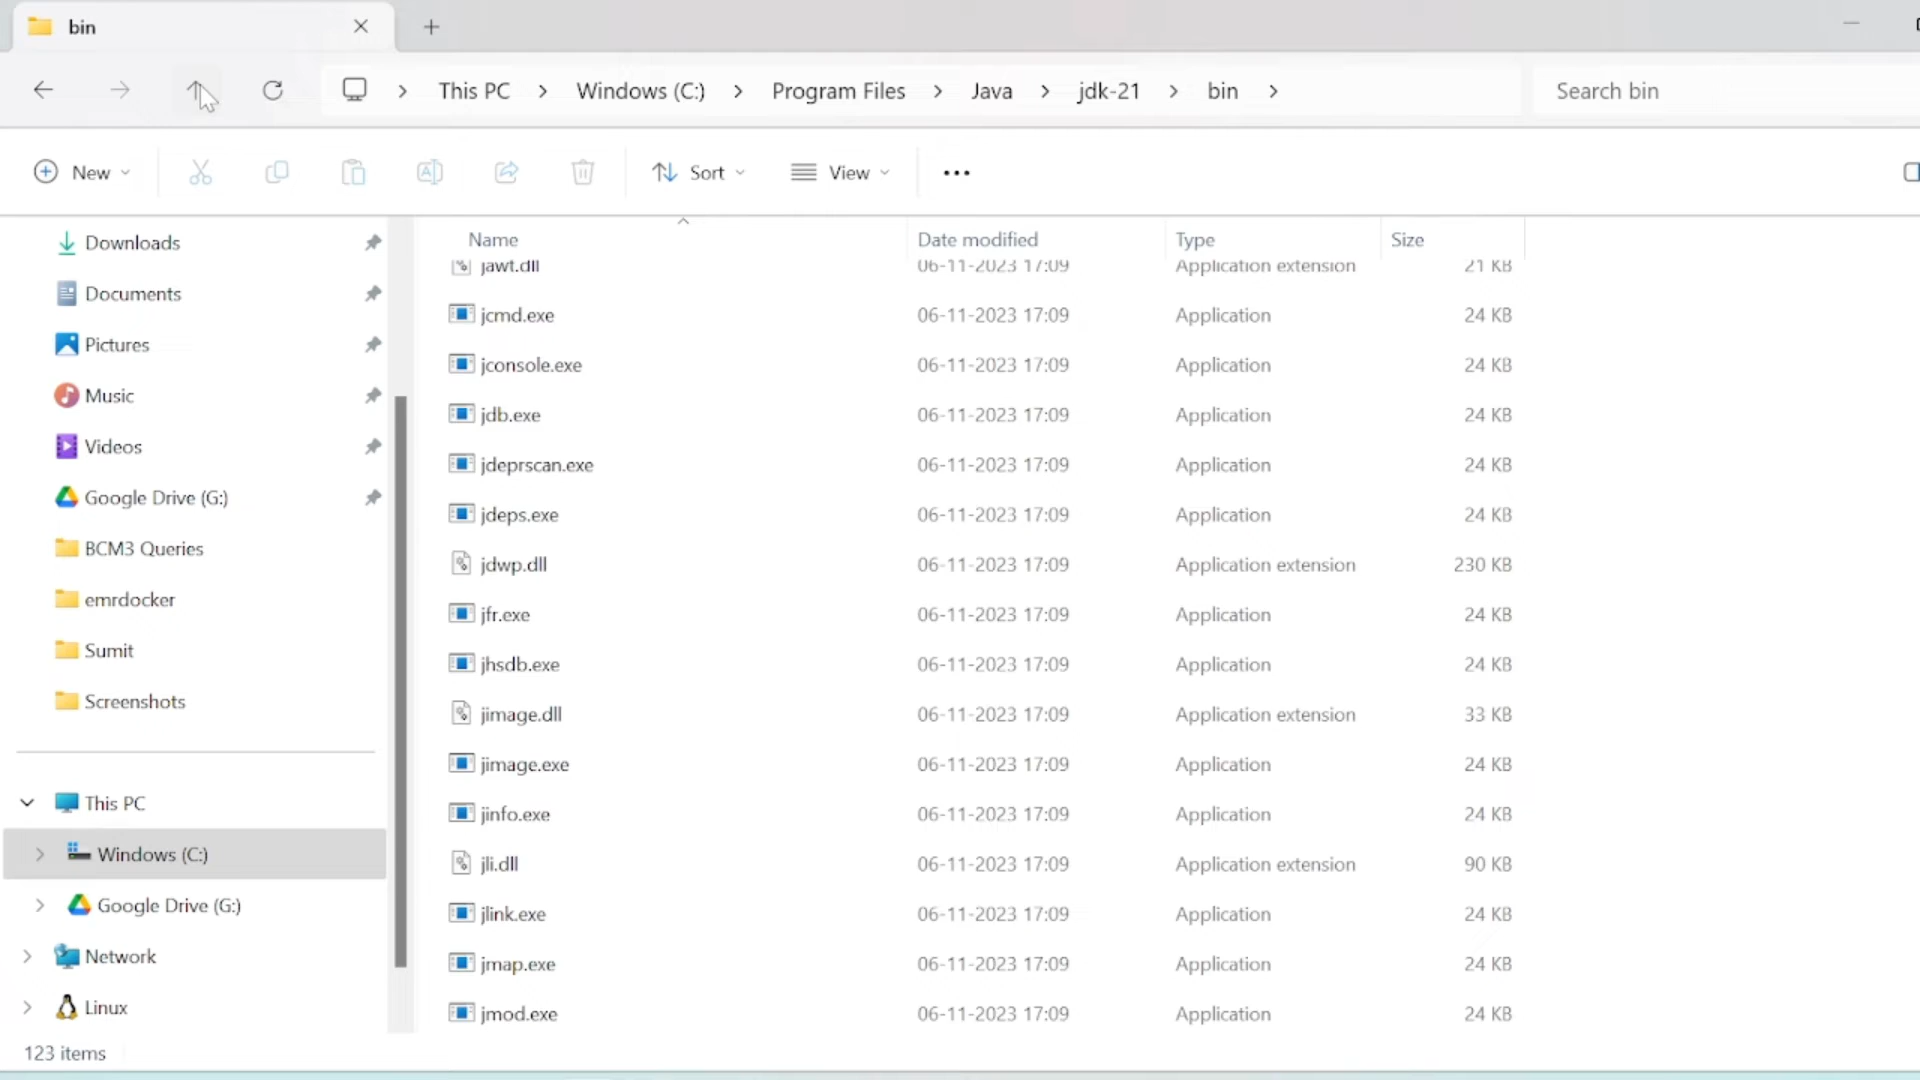 bin
This PC > Windows (C:) > Program Files > Java > jdk-21 > bin >
Search bin
New
Sort
View
Downloads
Documents
Pictures
Music
Videos
Google Drive (G:)
BCM3 Queries
emrdocker
Sumit
Screenshots
This PC
Windows (C:)
Google Drive (G:)
Network
Linux
Name Date modified Type Size
jawt.dll 06-11-2023 17:09 Application extension 21 KB
jcmd.exe 06-11-2023 17:09 Application 24 KB
jconsole.exe 06-11-2023 17:09 Application 24 KB
jdb.exe 06-11-2023 17:09 Application 24 KB
jdeprscan.exe 06-11-2023 17:09 Application 24 KB
jdeps.exe 06-11-2023 17:09 Application 24 KB
jdwp.dll 06-11-2023 17:09 Application extension 230 KB
jfr.exe 06-11-2023 17:09 Application 24 KB
jhsdb.exe 06-11-2023 17:09 Application 24 KB
jimage.dll 06-11-2023 17:09 Application extension 33 KB
jimage.exe 06-11-2023 17:09 Application 24 KB
jinfo.exe 06-11-2023 17:09 Application 24 KB
jli.dll 06-11-2023 17:09 Application extension 90 KB
jlink.exe 06-11-2023 17:09 Application 24 KB
jmap.exe 06-11-2023 17:09 Application 24 KB
jmod.exe 06-11-2023 17:09 Application 24 KB
123 items